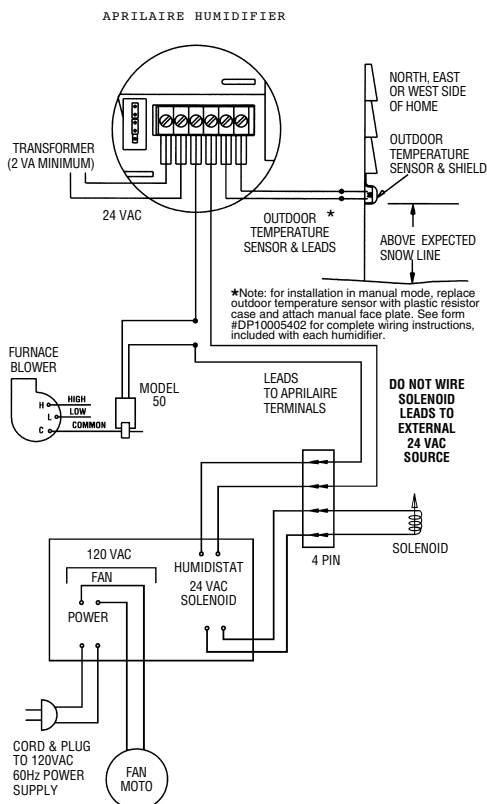 APRILAIRE HUMIDIFIER
NORTH, EAST
OR WEST SIDE
OF HOME
OUTDOOR
TEMPERATURE
SENSOR & SHIELD
TRANSFORMER
(2 VA MINIMUM)
24 VAC
OUTDOOR *
TEMPERATURE
SENSOR & LEADS
ABOVE EXPECTED
SNOW LINE
*Note: for installation in manual mode, replace
outdoor temperature sensor with plastic resistor
case and attach manual face plate. See form
#DP10005402 for complete wiring instructions,
included with each humidifier.
FURNACE
BLOWER
H HIGH
L LOW
C COMMON
MODEL
50
LEADS
TO APRILAIRE
TERMINALS
DO NOT WIRE
SOLENOID
LEADS TO
EXTERNAL
24 VAC
SOURCE
4 PIN
SOLENOID
120 VAC
FAN
POWER
HUMIDISTAT
24 VAC
SOLENOID
CORD & PLUG
TO 120VAC
60Hz POWER
SUPPLY
FAN
MOTO